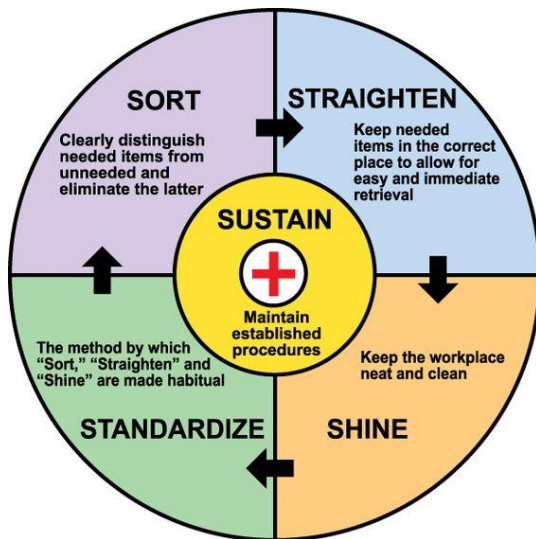 SORT
Clearly distinguish
needed items from
unneeded and
eliminate the latter
STRAIGHTEN
Keep needed
items in the correct
place to allow for
easy and immediate
retrieval
SUSTAIN
Maintain
established
procedures
The method by which
“Sort,” “Straighten” and
“Shine” are made habitual
STANDARDIZE
Keep the workplace
neat and clean
SHINE